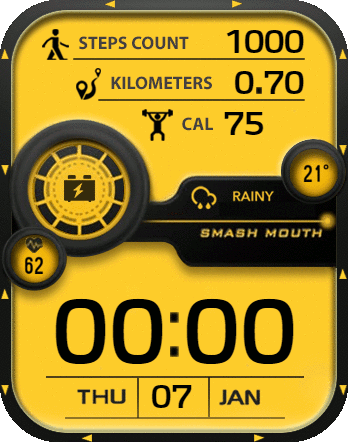 STEPS COUNT 1000
KILOMETERS 0.70
CAL 75
21°
RAINY
SMASH MOUTH
62
00:00
THU 07 JAN